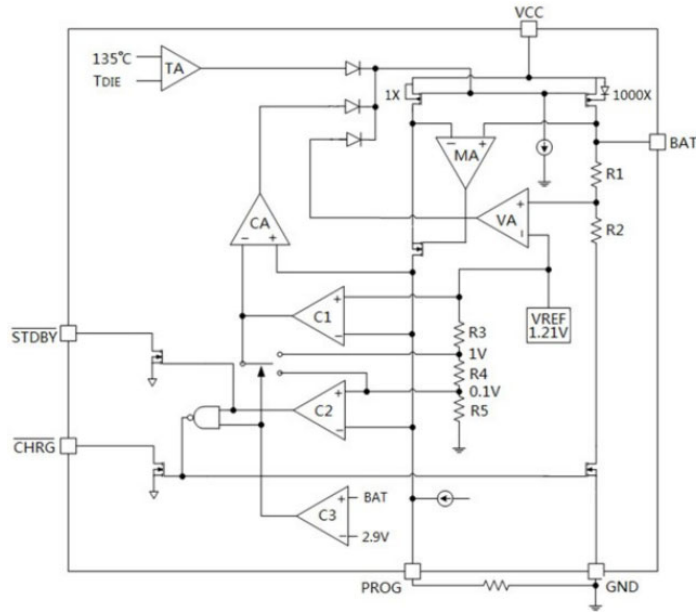 VCC
135°C
TDIE
TA
1X
1000X
BAT
MA
R1
CA
VA
R2
C1
R3
VREF
1.21V
STDBY
1V
R4
0.1V
C2
R5
CHRG
C3
BAT
2.9V
PROG
GND